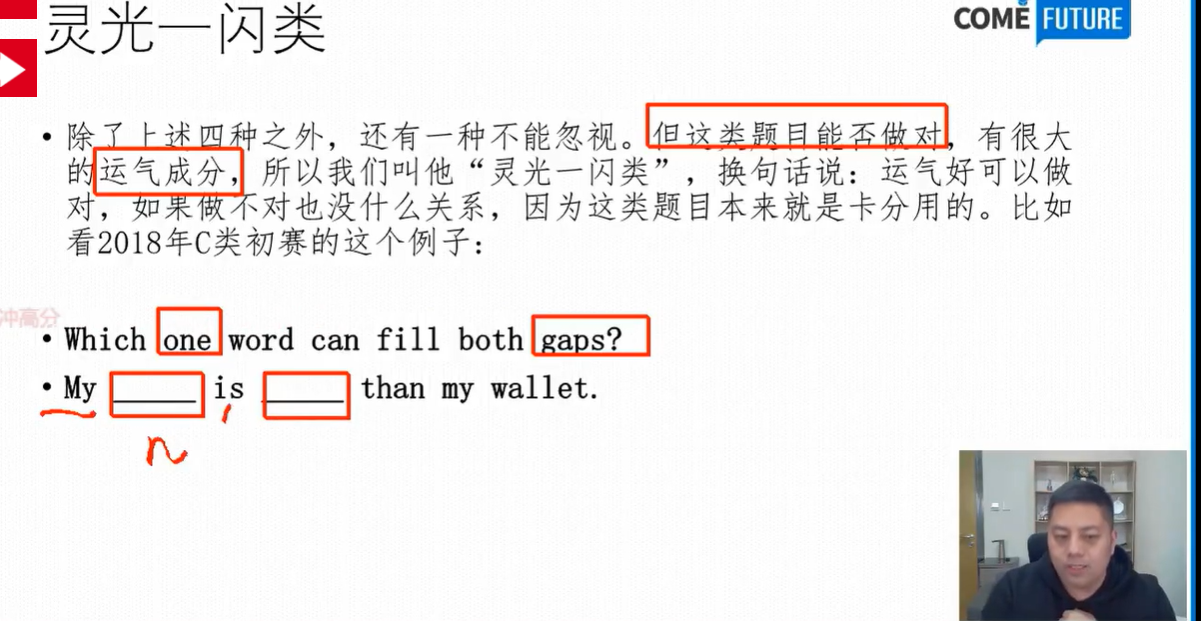 灵光一闪类
COME FUTURE
• 除了上述四种之外，还有一种不能忽视。但这类题目能否做对，有很大
的运气成分，所以我们叫他“灵光一闪类”，换句话说：运气好可以做
对，如果做不对也没什么关系，因为这类题目本来就是卡分用的。比如
看2018年C类初赛的这个例子：
冲高分
• Which one word can fill both gaps?
• My ______ is ______ than my wallet.
n